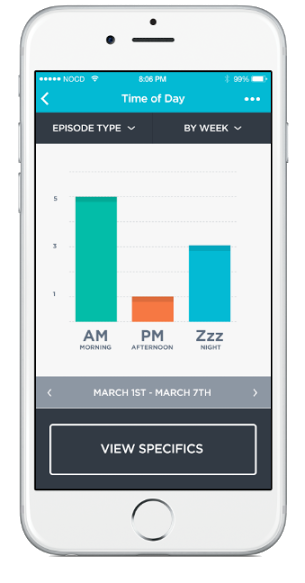 NOCD 8:06 PM 99%
Time of Day
EPISODE TYPE BY WEEK
5
3
1
AM PM Zzz
MORNING AFTERNOON NIGHT
MARCH 1ST - MARCH 7TH
VIEW SPECIFICS